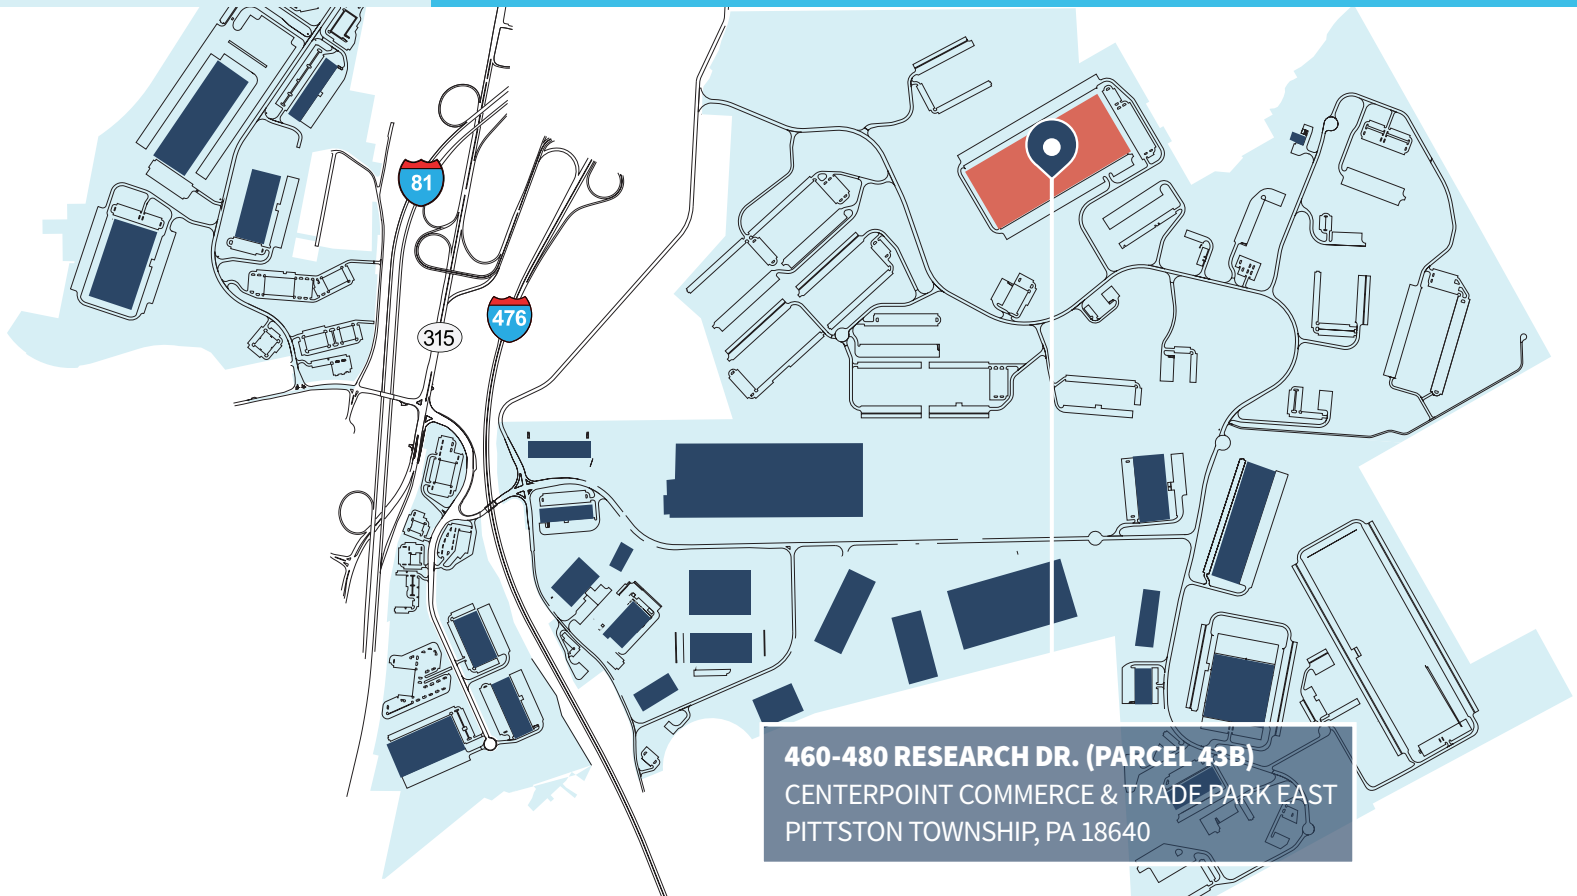 81
476
315
460-480 RESEARCH DR. (PARCEL 43B)
CENTERPOINT COMMERCE & TRADE PARK EAST
PITTSTON TOWNSHIP, PA 18640